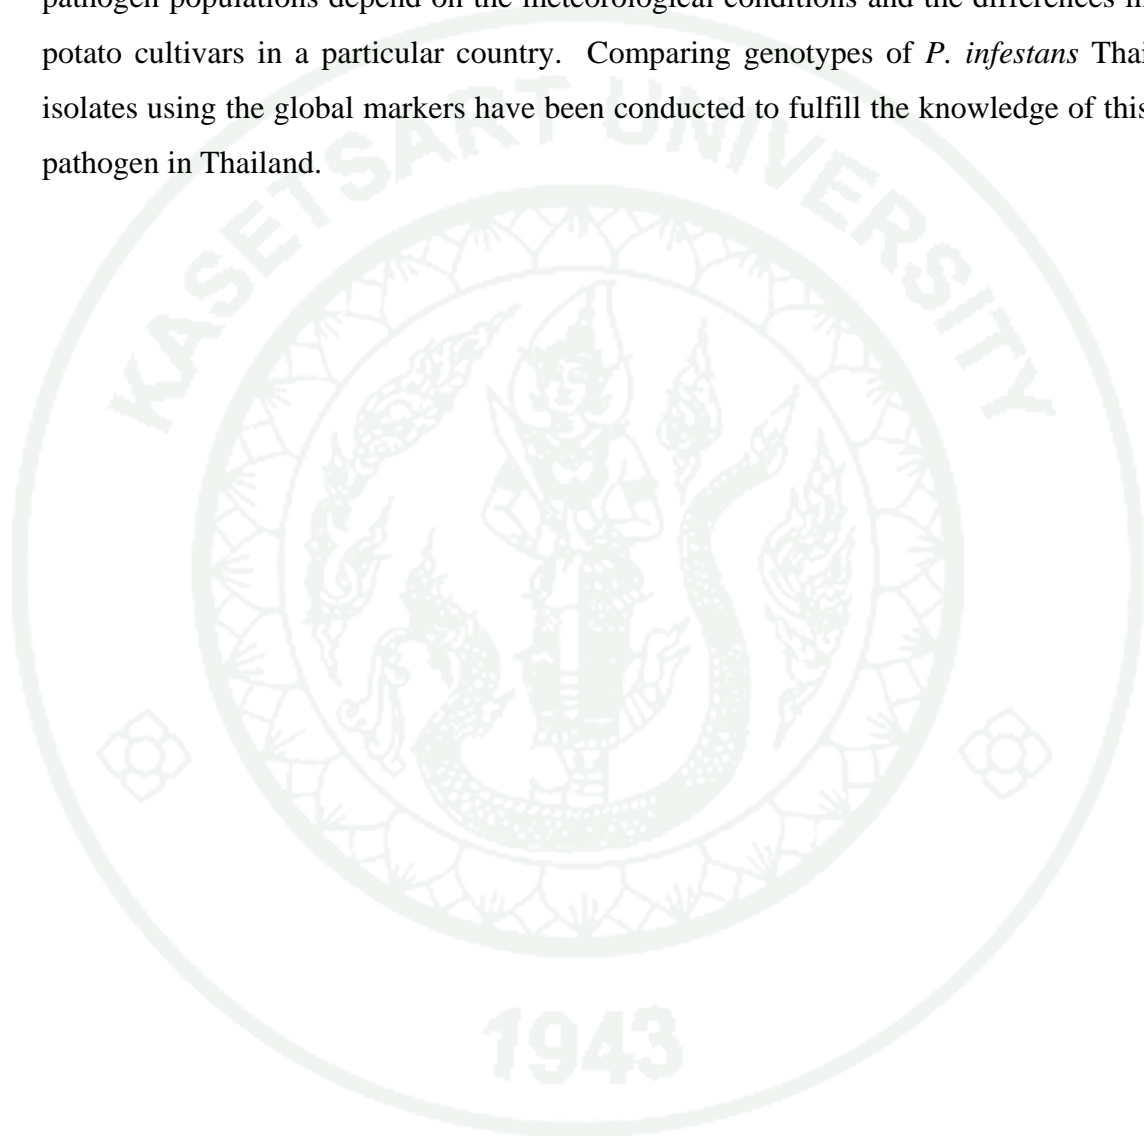 pathogen populations depend on the meteorological conditions and the differences in
potato cultivars in a particular country. Comparing genotypes of P. infestans Thai
isolates using the global markers have been conducted to fulfill the knowledge of this
pathogen in Thailand.
KASETSART UNIVERSITY
1943